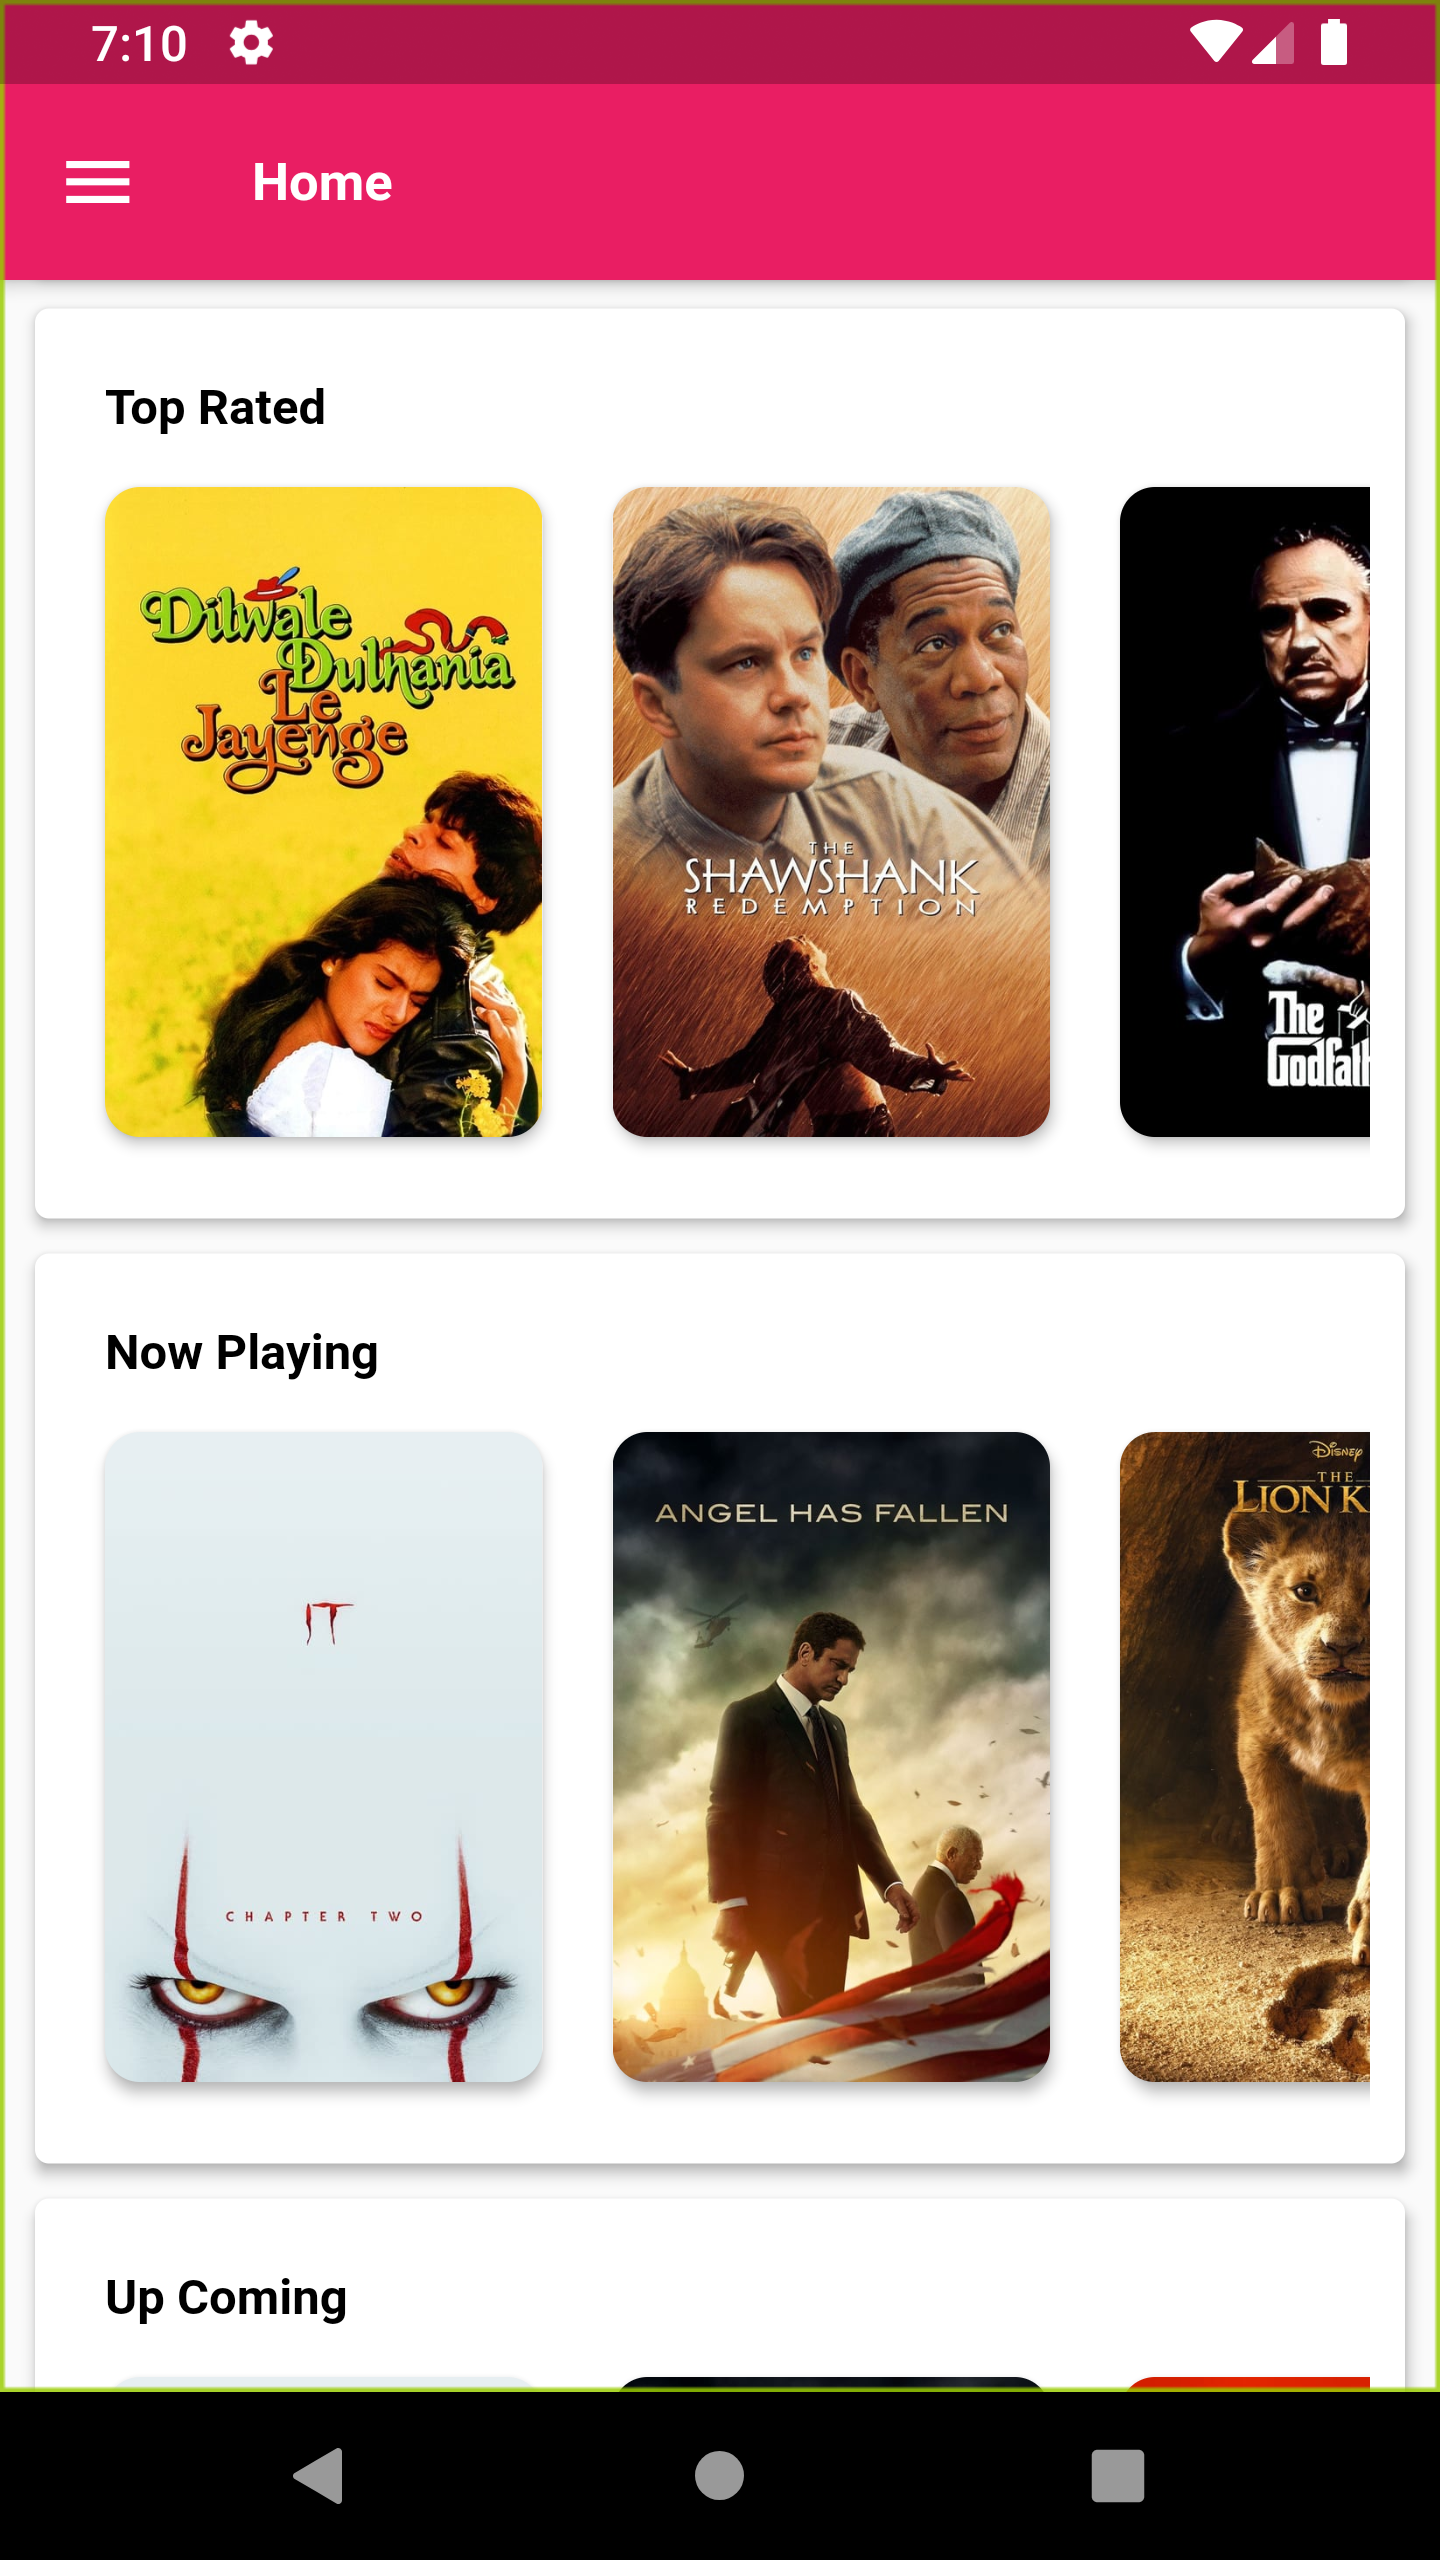 7:10
Home
Top Rated
Dilwale
Dulhania
Le
Jayenge
THE
SHAWSHANK
REDEMPTION
The
Godfath
Now Playing
IT
CHAPTER TWO
ANGEL HAS FALLEN
Disney
THE
LION K
Up Coming